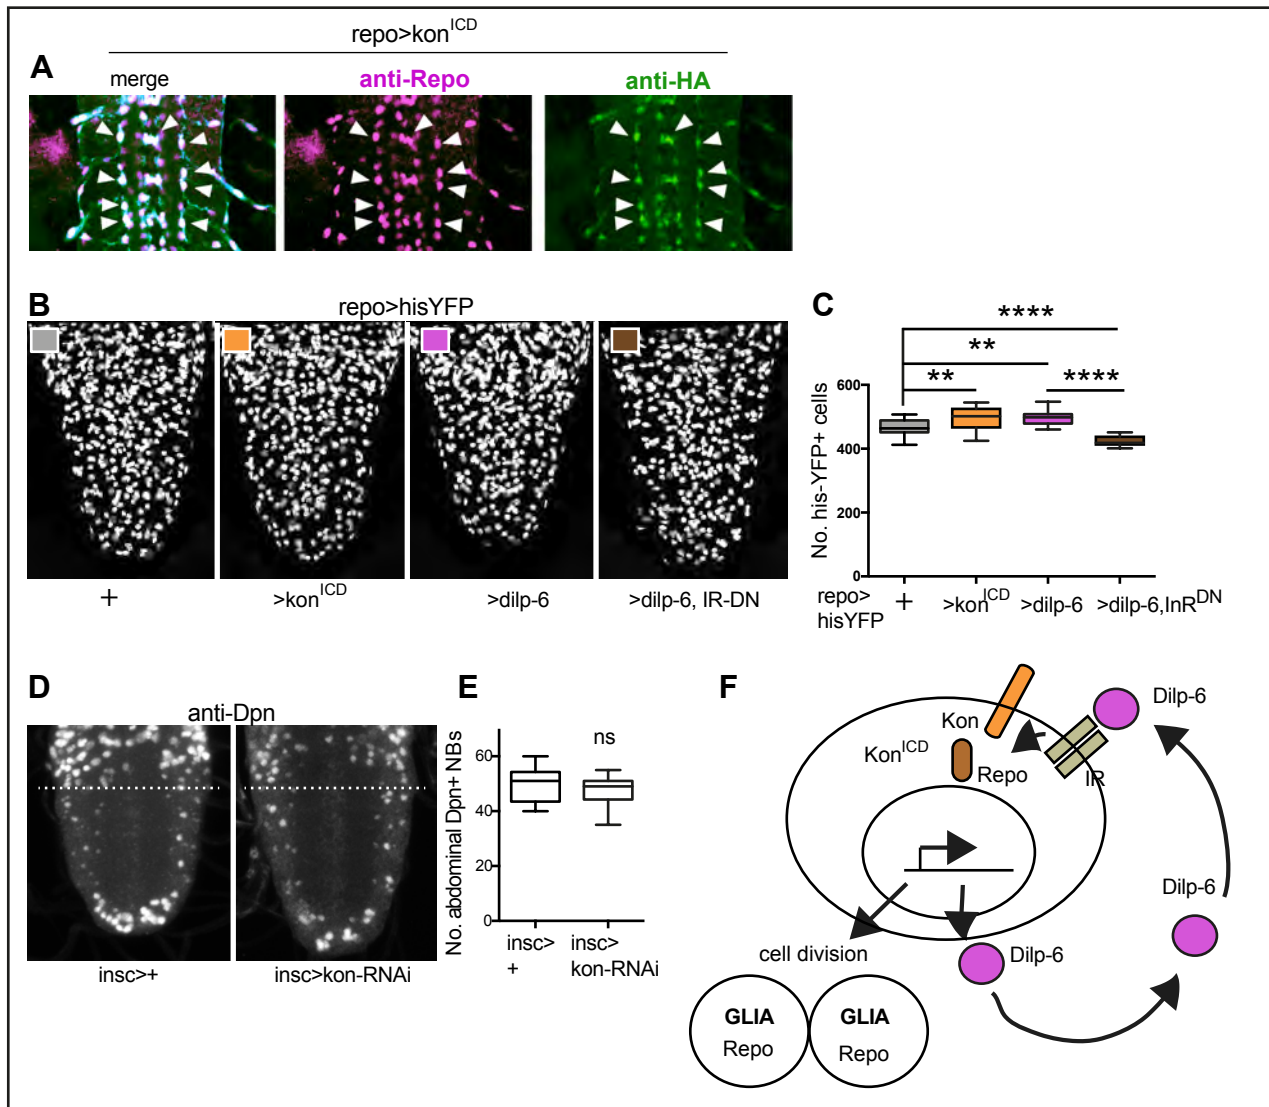 repo>kon^ICD
A
merge
anti-Repo
anti-HA
B
repo>hisYFP
+
>kon^ICD
>dilp-6
>dilp-6, IR-DN
C
****
**
** ****
No. his-YFP+ cells
600
400
200
0
repo>
hisYFP
+
>kon^ICD
>dilp-6
>dilp-6,InR^DN
D
anti-Dpn
insc>+
insc>kon-RNAi
E
ns
No. abdominal Dpn+ NBs
60
40
20
0
insc>
+
insc>
kon-RNAi
F
Dilp-6
Kon
Kon^ICD
Repo
IR
Dilp-6
Dilp-6
cell division
GLIA
Repo
GLIA
Repo